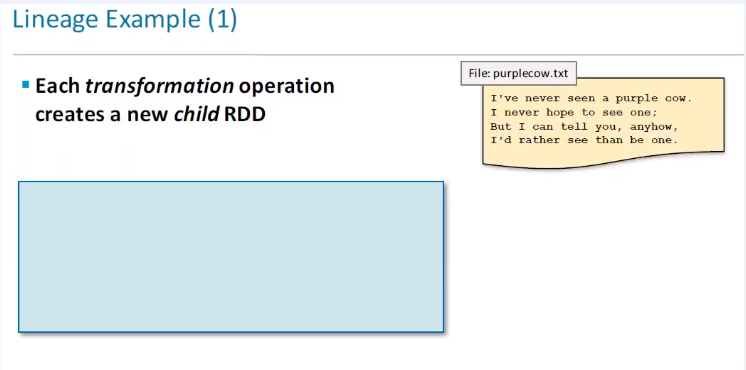 Lineage Example (1)
Each transformation operation
creates a new child RDD
File: purplecow.txt
I've never seen a purple cow.
I never hope to see one;
But I can tell you, anyhow,
I'd rather see than be one.